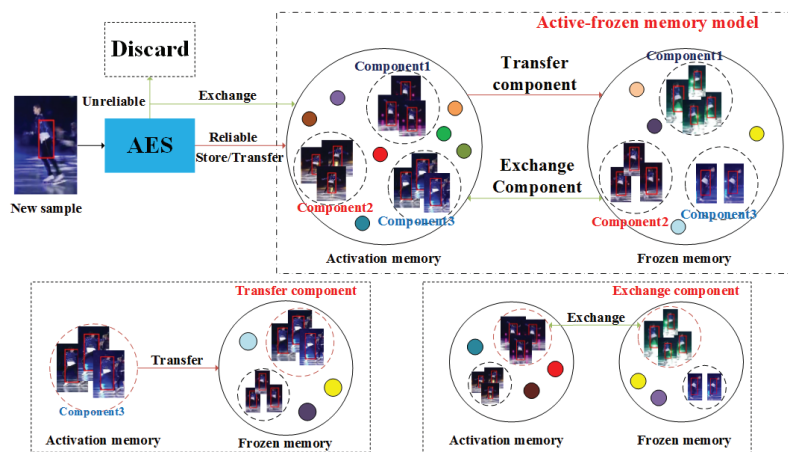 Active-frozen memory model
Discard
Component1
Transfer
component
Component1
Unreliable
Exchange
AES
Reliable
Store/Transfer
Exchange
Component
New sample
Component2
Component3
Component2
Component3
Activation memory
Frozen memory
Transfer component
Transfer
Component3
Activation memory
Frozen memory
Exchange component
Exchange
Activation memory
Frozen memory